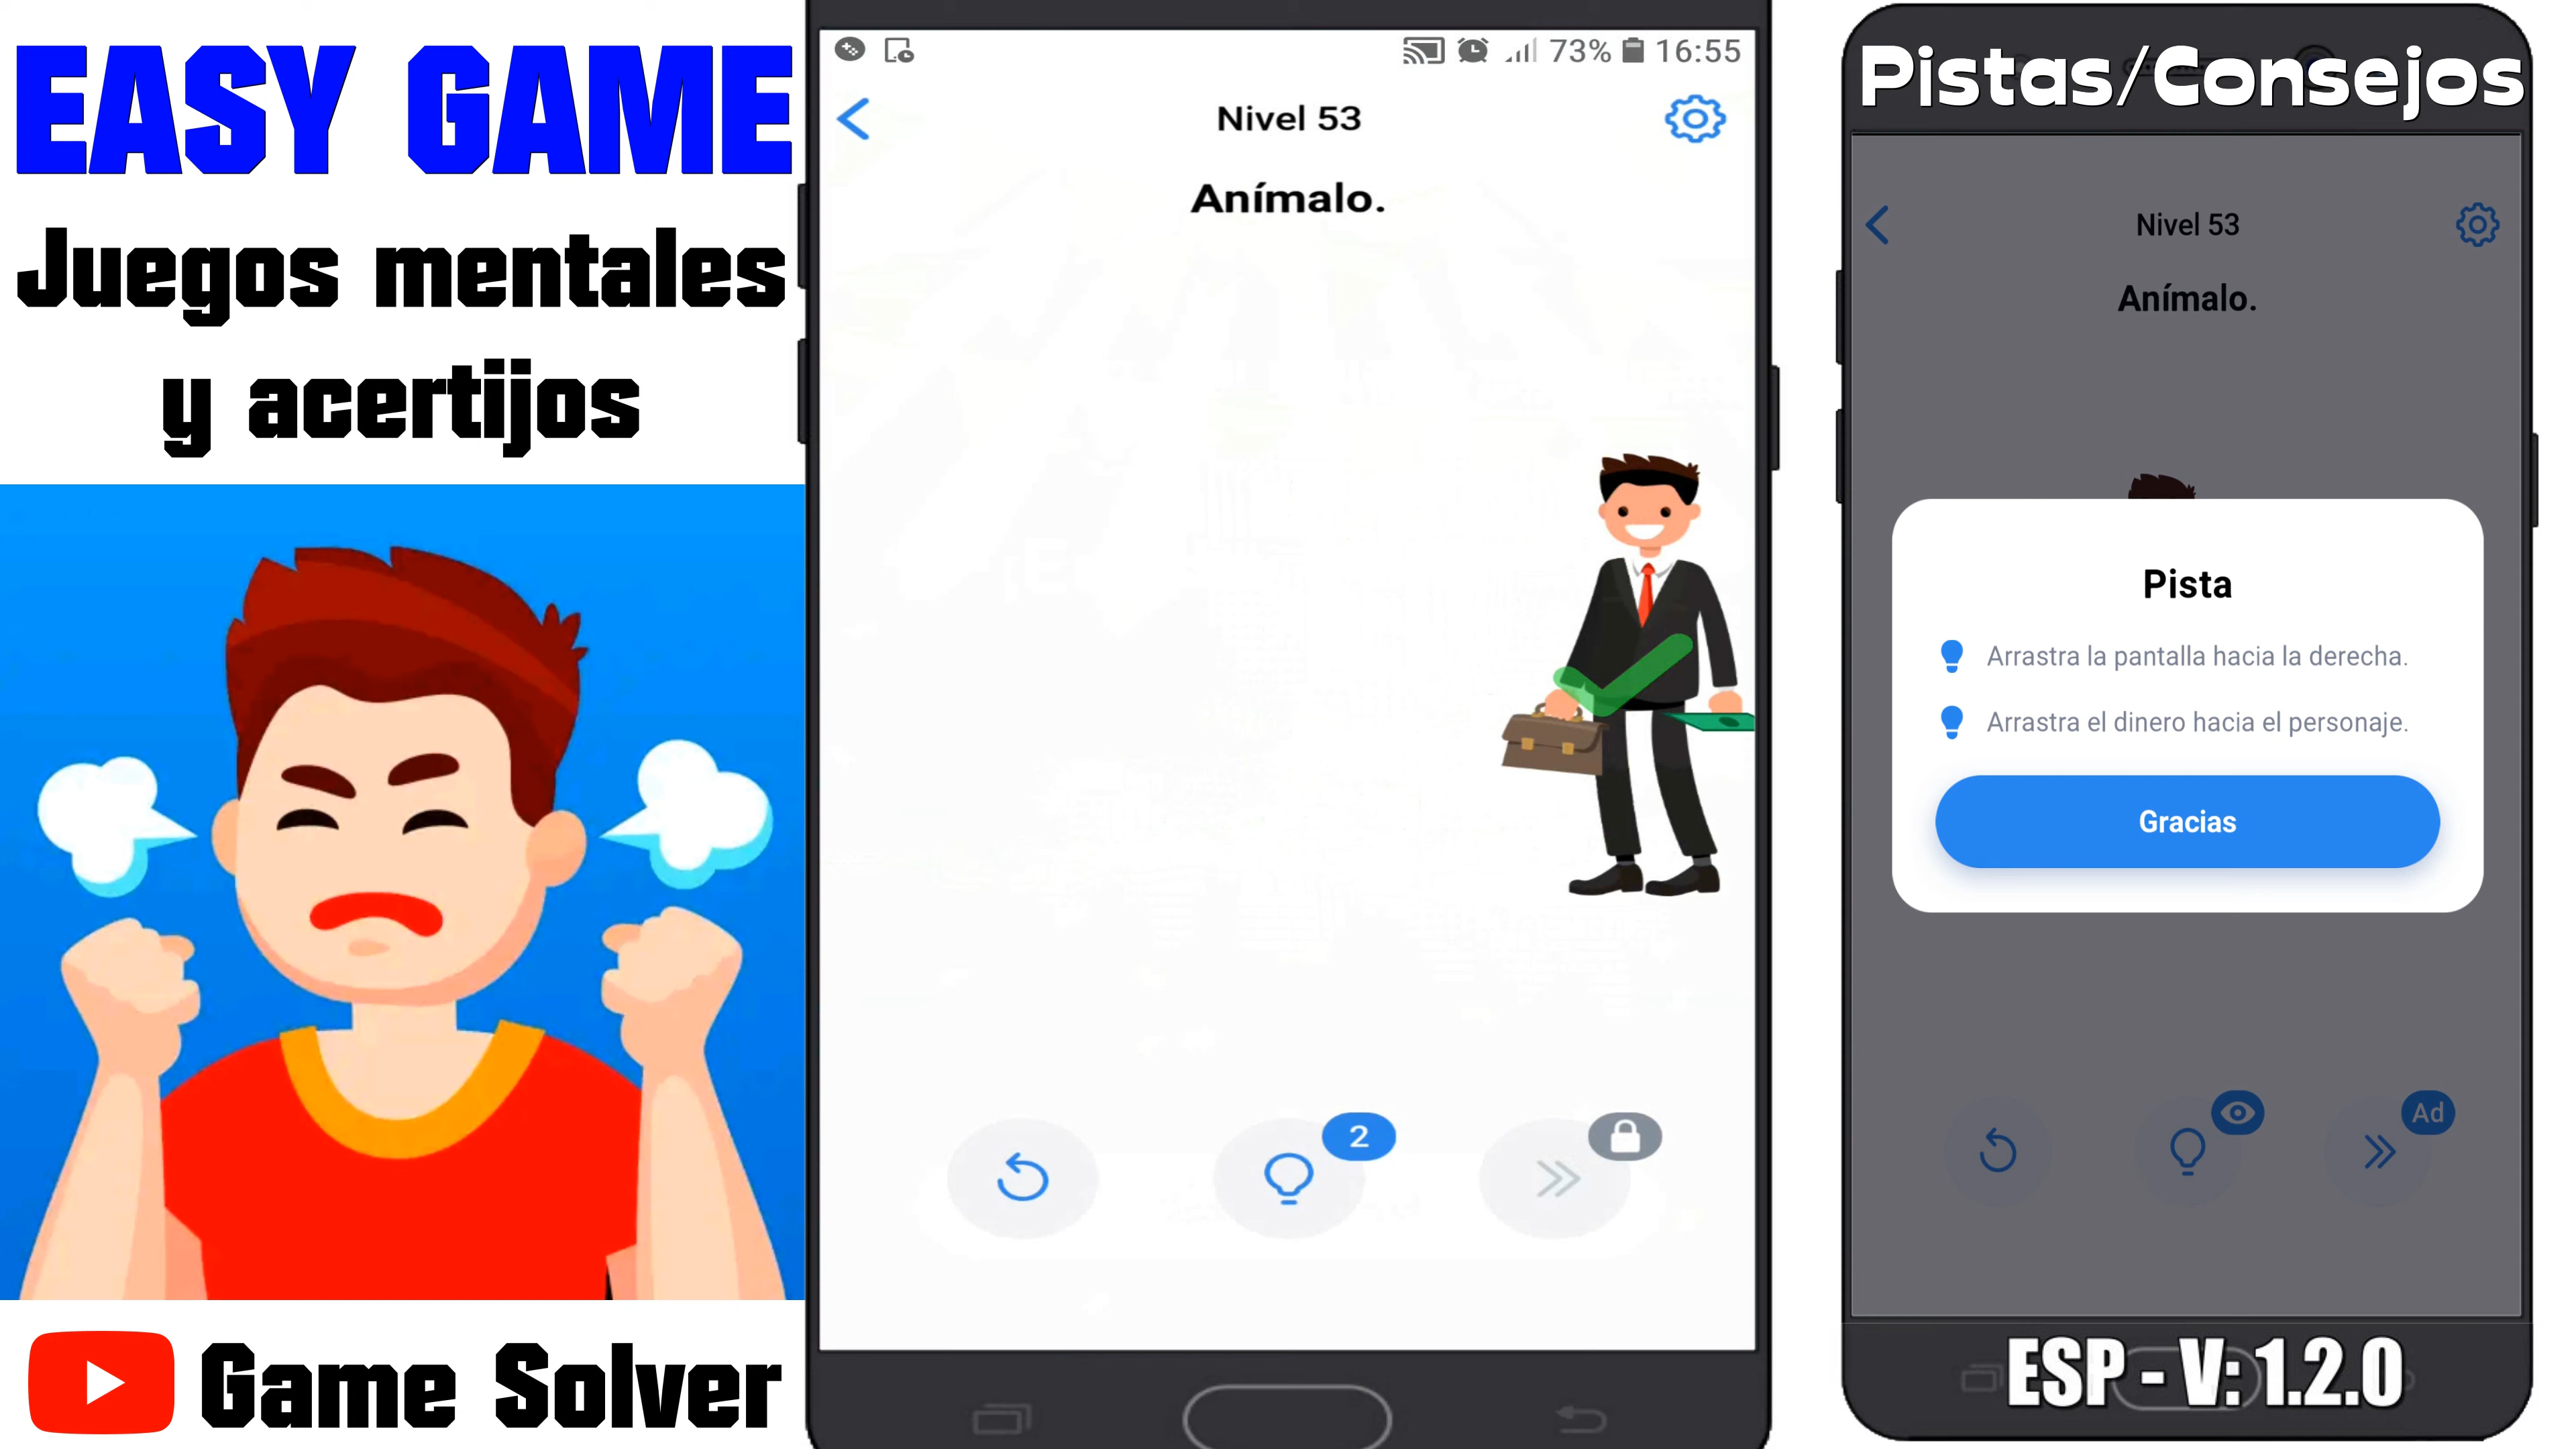 EASY GAME
Juegos mentales
y acertijos
Game Solver
73% 16:55
Nivel 53
Anímalo.
2
Pistas/Consejos
Nivel 53
Anímalo.
Pista
Arrastra la pantalla hacia la derecha.
Arrastra el dinero hacia el personaje.
Gracias
Ad
ESP - V: 1.2.0